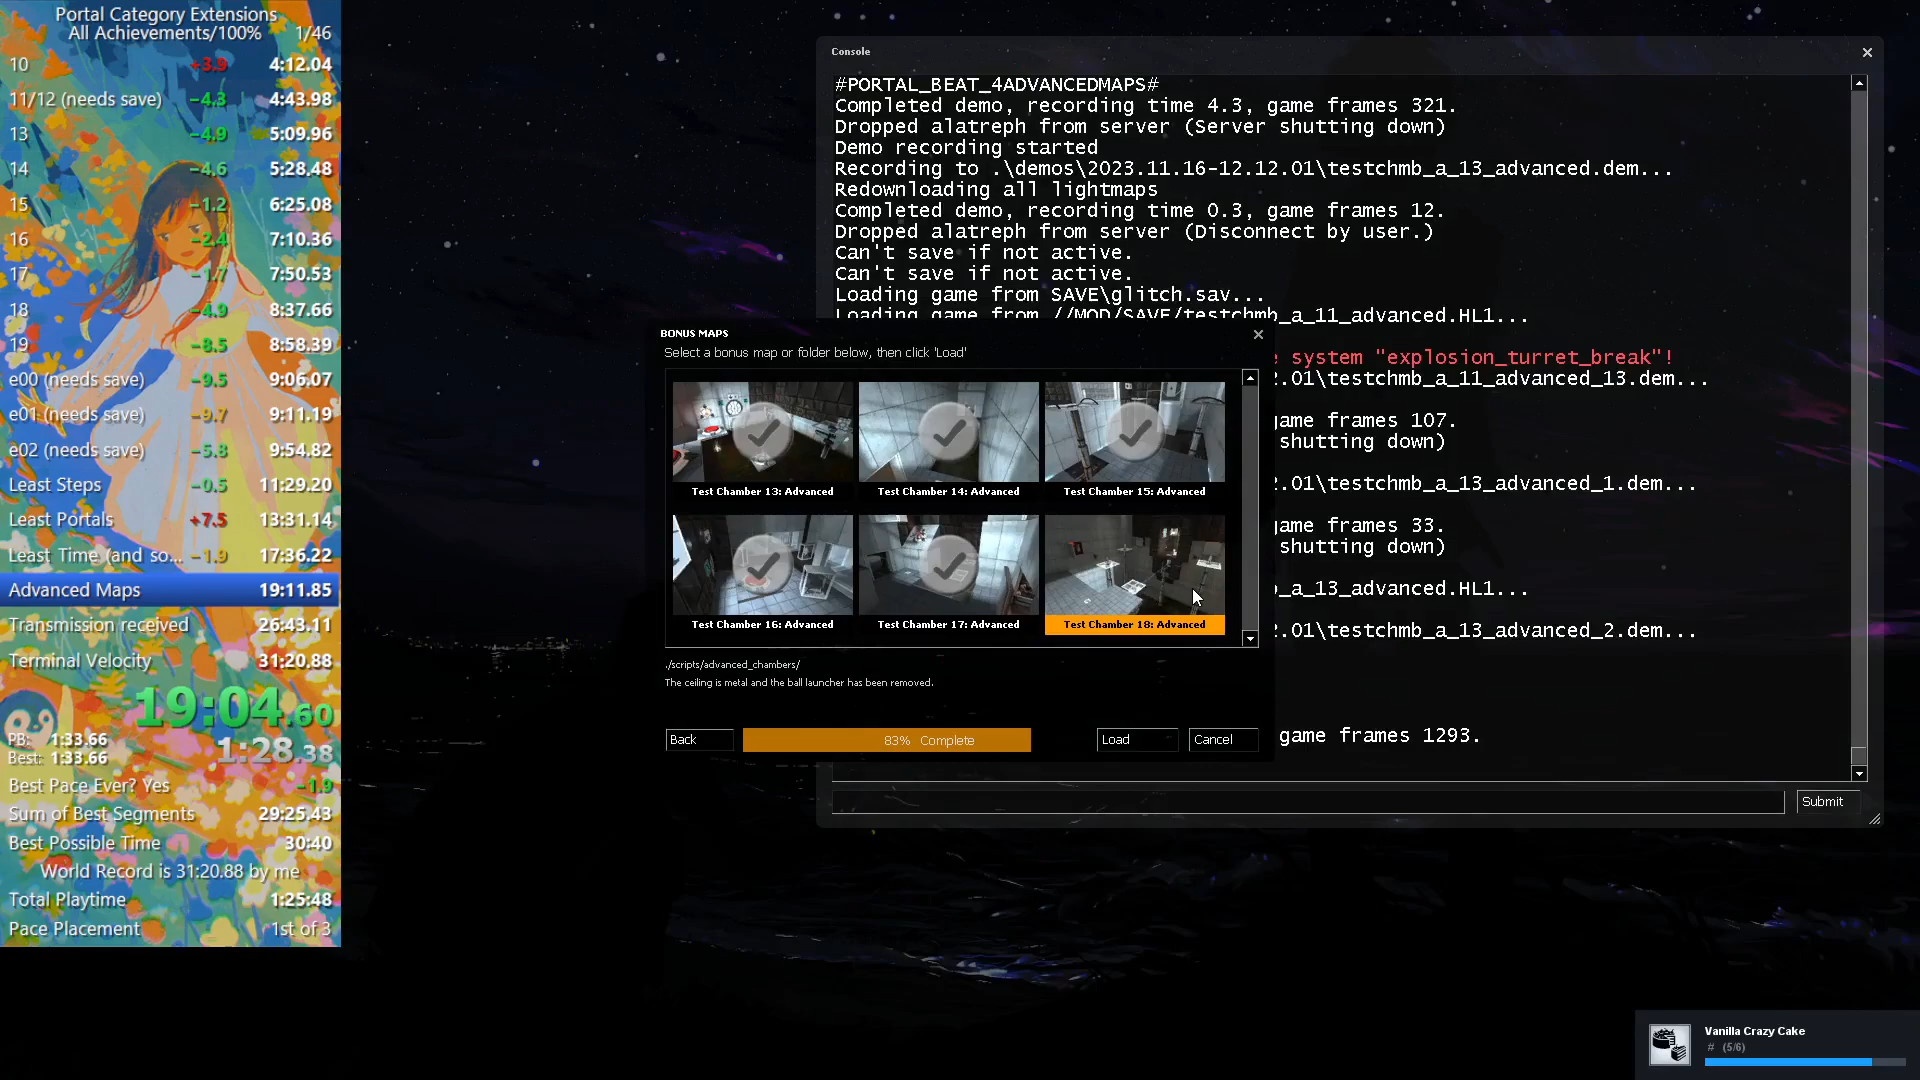 Portal Category Extensions
All Achievements/100% 1/46
10 +3.9 4:12.04
11/12 (needs save) −4.3 4:43.98
13 −4.9 5:09.96
14 −4.6 5:28.48
15 −1.2 6:25.08
16 −2.4 7:10.36
17 −1.7 7:50.53
18 −4.9 8:37.66
19 −8.5 8:58.39
e00 (needs save) −9.5 9:06.07
e01 (needs save) −9.7 9:11.19
e02 (needs save) −5.8 9:54.82
Least Steps −0.5 11:29.20
Least Portals +7.5 13:31.14
Least Time (and so... −1.9 17:36.22
Advanced Maps 19:11.85
Transmission received 26:43.11
Terminal Velocity 31:20.88
19:04.60
PB: 1:33.66
Best: 1:33.66
1:28.38
Best Pace Ever? Yes −1.9
Sum of Best Segments 29:25.43
Best Possible Time 30:40
World Record is 31:20.88 by me
Total Playtime 1:25:48
Pace Placement 1st of 3
Console
#PORTAL_BEAT_4ADVANCEDMAPS#
Completed demo, recording time 4.3, game frames 321.
Dropped alatreph from server (Server shutting down)
Demo recording started
Recording to .\demos\2023.11.16-12.12.01\testchmb_a_13_advanced.dem...
Redownloading all lightmaps
Completed demo, recording time 0.3, game frames 12.
Dropped alatreph from server (Disconnect by user.)
Can't save if not active.
Can't save if not active.
Loading game from SAVE\glitch.sav...
Loading game from //MOD/SAVE/testchmb_a_11_advanced.HL1...
system "explosion_turret_break"!
.01\testchmb_a_11_advanced_13.dem...
game frames 107.
shutting down)
.01\testchmb_a_13_advanced_1.dem...
game frames 33.
shutting down)
_a_13_advanced.HL1...
.01\testchmb_a_13_advanced_2.dem...
game frames 1293.
Submit
BONUS MAPS
Select a bonus map or folder below, then click 'Load'
Test Chamber 13: Advanced
Test Chamber 14: Advanced
Test Chamber 15: Advanced
Test Chamber 16: Advanced
Test Chamber 17: Advanced
Test Chamber 18: Advanced
./scripts/advanced_chambers/
The ceiling is metal and the ball launcher has been removed.
Back
83% Complete
Load
Cancel
Vanilla Crazy Cake
# (5/6)